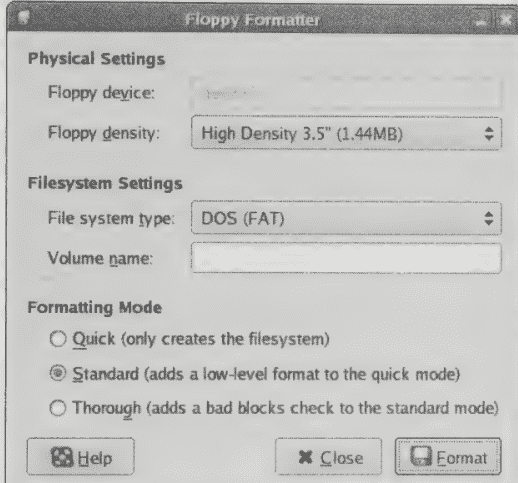 Floppy Formatter
Physical Settings
Floppy device:
Floppy density: High Density 3.5" (1.44MB)
Filesystem Settings
File system type: DOS (FAT)
Volume name:
Formatting Mode
Quick (only creates the filesystem)
Standard (adds a low-level format to the quick mode)
Thorough (adds a bad blocks check to the standard mode)
Help Close Format